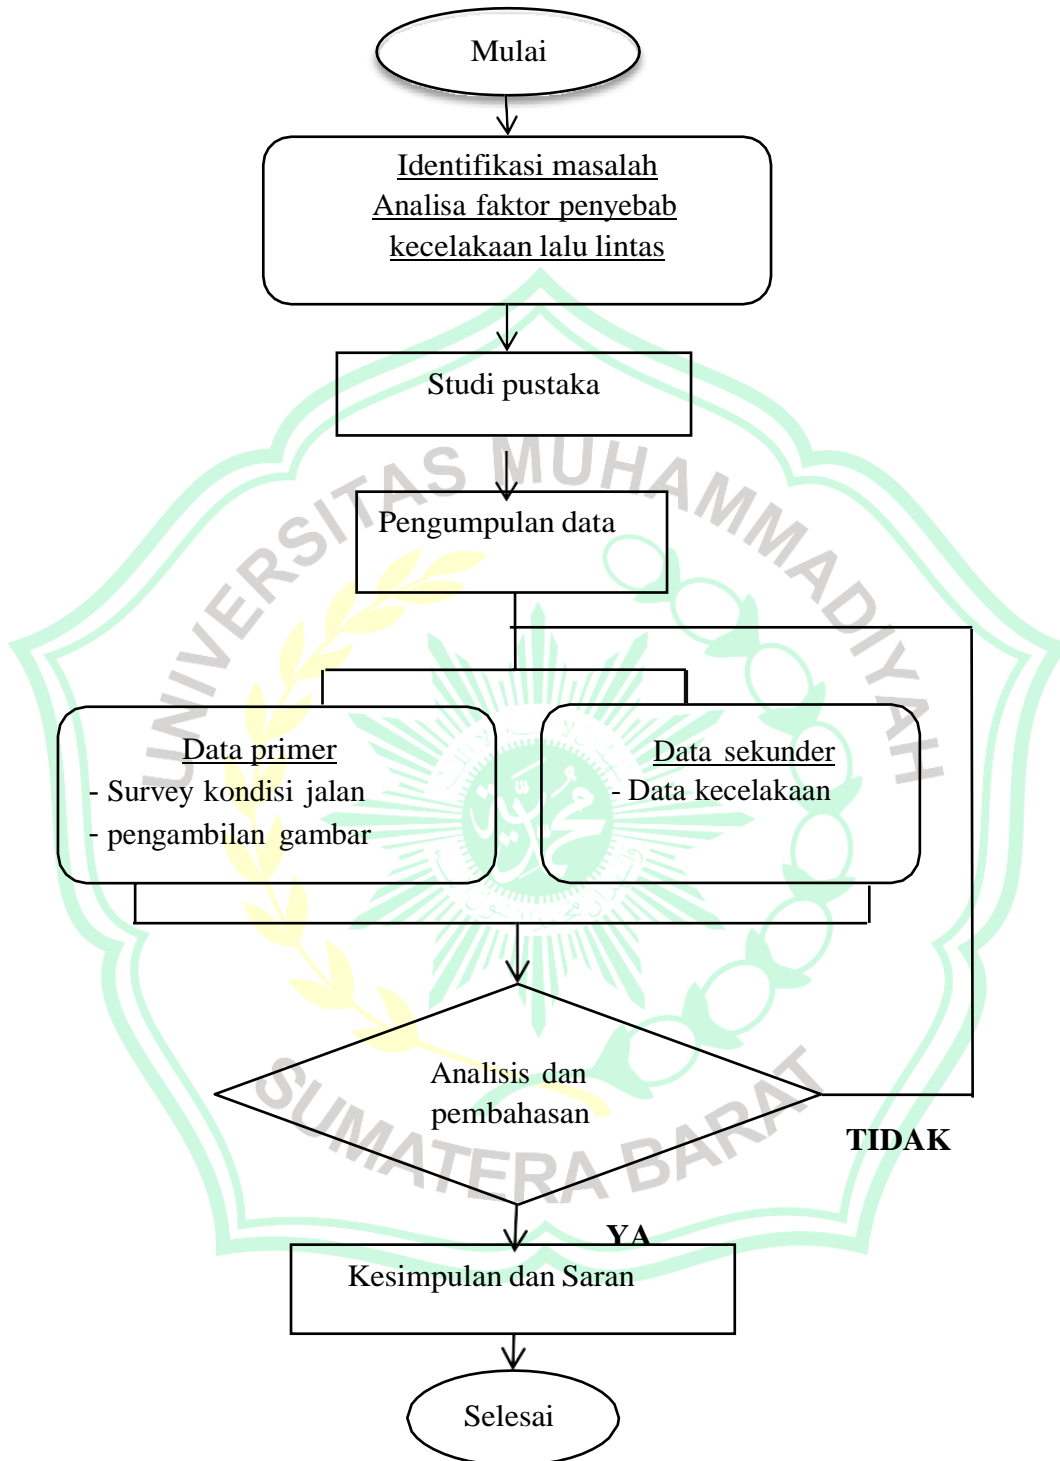 Mulai
Identifikasi masalah
Analisa faktor penyebab
kecelakaan lalu lintas
Studi pustaka
UNIVERSITAS MUHAMMADIYAH
Pengumpulan data
Data primer
- Survey kondisi jalan
- pengambilan gambar
Data sekunder
- Data kecelakaan
Analisis dan
pembahasan
TIDAK
SUMATERA BARAT
YA
Kesimpulan dan Saran
Selesai